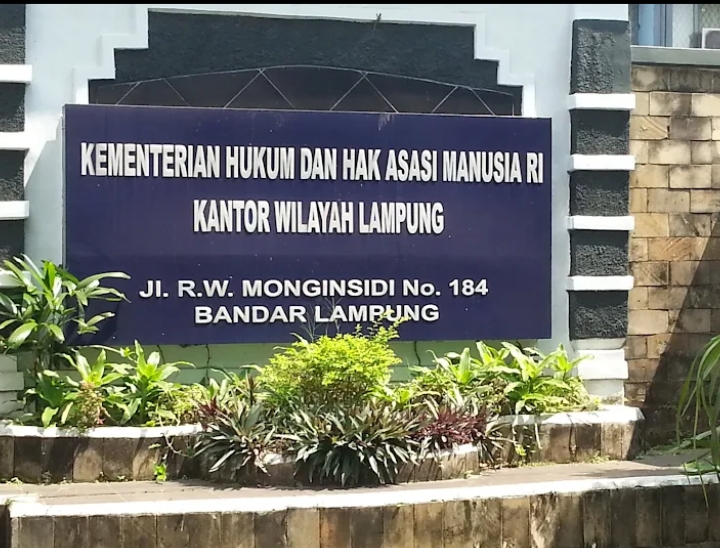 KEMENTERIAN HUKUM DAN HAK ASASI MANUSIA RI
KANTOR WILAYAH LAMPUNG
Jl. R.W. MONGINSIDI No. 184
BANDAR LAMPUNG